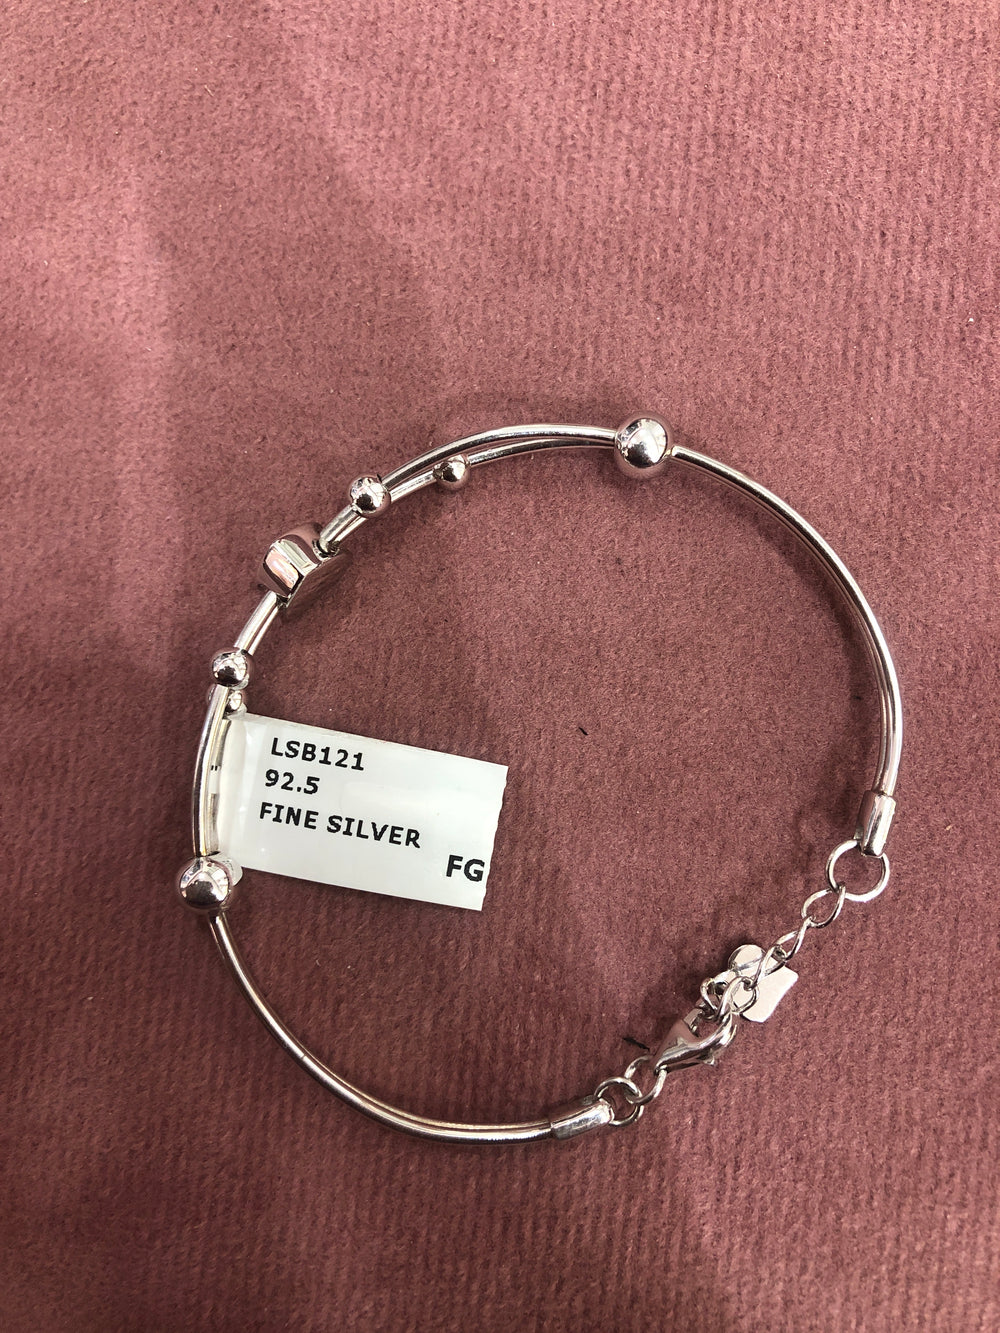 LSB121
92.5
FINE SILVER
FG